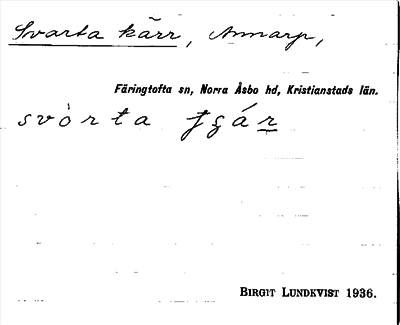 Svarta kärr, Annarp,
Färingtofta sn, Norra Åsbo hd, Kristianstads län.
svòrta
BIRGIT LUNDKVIST 1936.